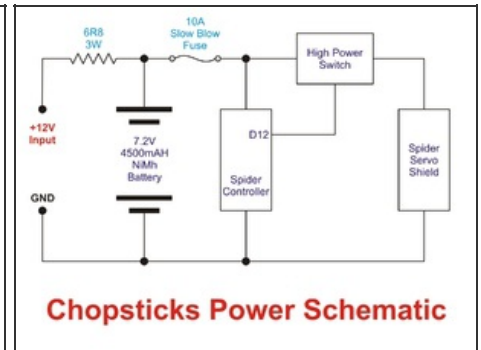 10A
Slow Blow
Fuse
6R8
3W
High Power
Switch
+12V
Input
7.2V
4500mAH
NiMh
Battery
D12
Spider
Controller
Spider
Servo
Shield
GND
Chopsticks Power Schematic